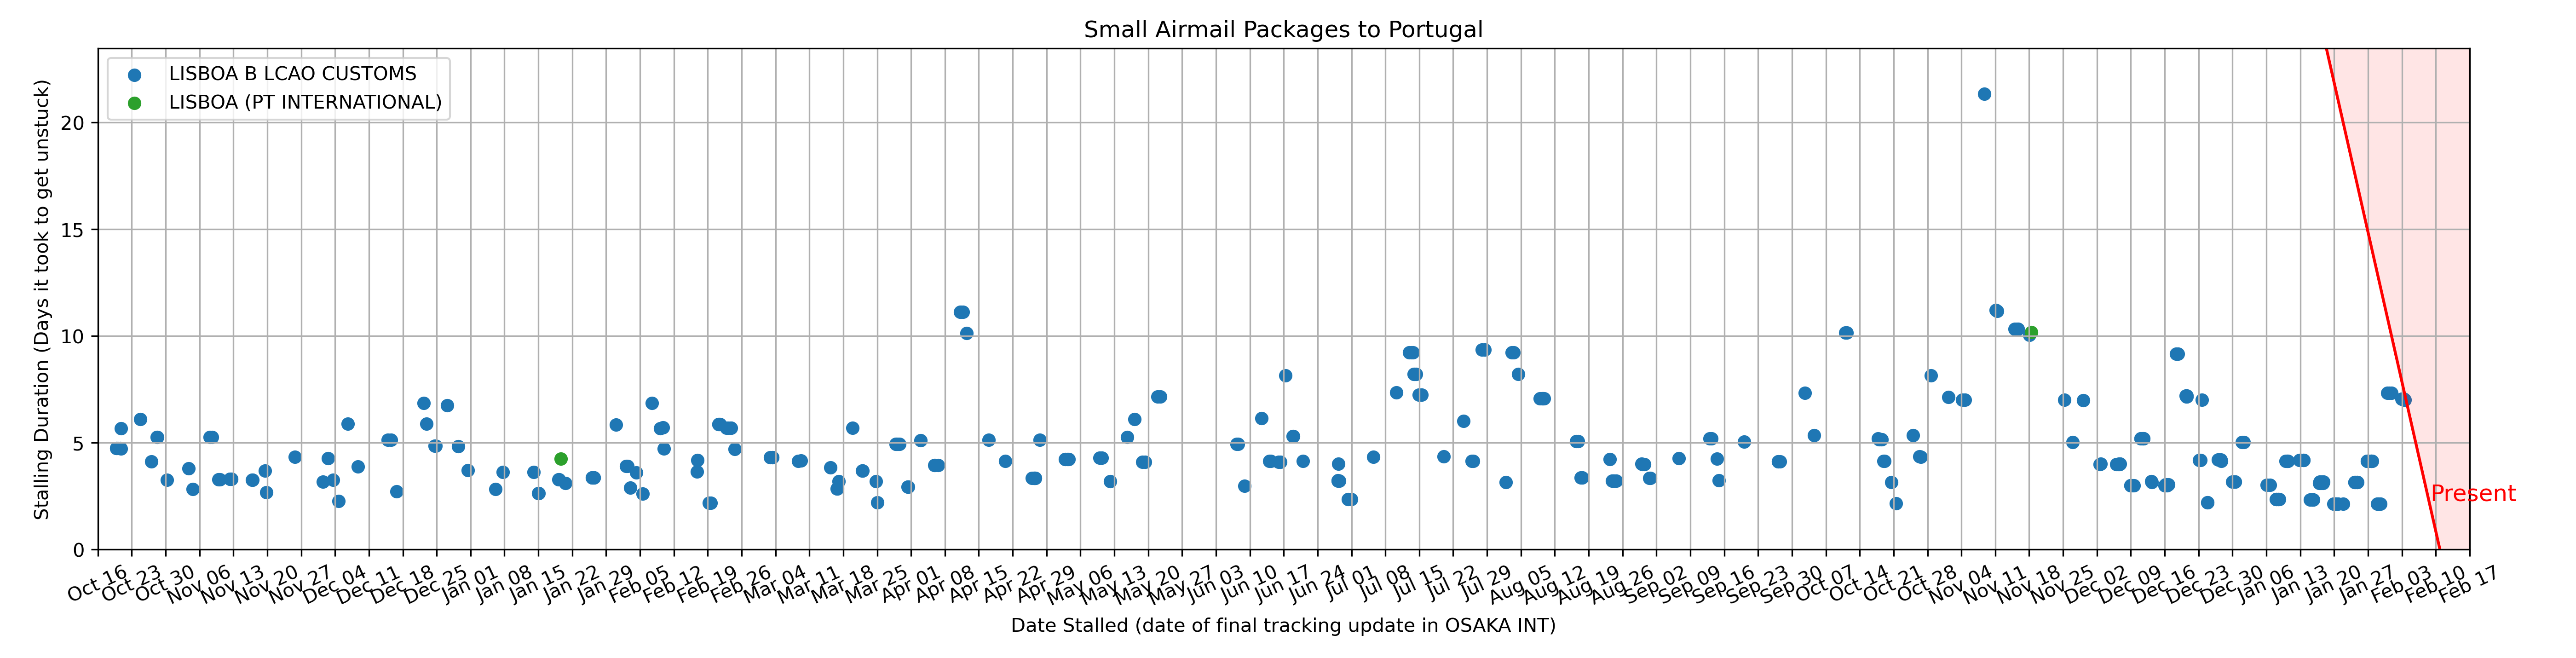 Small Airmail Packages to Portugal
LISBOA B LCAO CUSTOMS
LISBOA (PT INTERNATIONAL)
Stalling Duration (Days it took to get unstuck)
20
15
10
5
0
Present
Oct 16 Oct 23 Oct 30 Nov 06 Nov 13 Nov 20 Nov 27 Dec 04 Dec 11 Dec 18 Dec 25 Jan 01 Jan 08 Jan 15 Jan 22 Jan 29 Feb 05 Feb 12 Feb 19 Feb 26 Mar 04 Mar 11 Mar 18 Mar 25 Apr 01 Apr 08 Apr 15 Apr 22 Apr 29 May 06 May 13 May 20 May 27 Jun 03 Jun 10 Jun 17 Jun 24 Jul 01 Jul 08 Jul 15 Jul 22 Jul 29 Aug 05 Aug 12 Aug 19 Aug 26 Sep 02 Sep 09 Sep 16 Sep 23 Sep 30 Oct 07 Oct 14 Oct 21 Oct 28 Nov 04 Nov 11 Nov 18 Nov 25 Dec 02 Dec 09 Dec 16 Dec 23 Dec 30 Jan 06 Jan 13 Jan 20 Jan 27 Feb 03 Feb 10 Feb 17
Date Stalled (date of final tracking update in OSAKA INT)